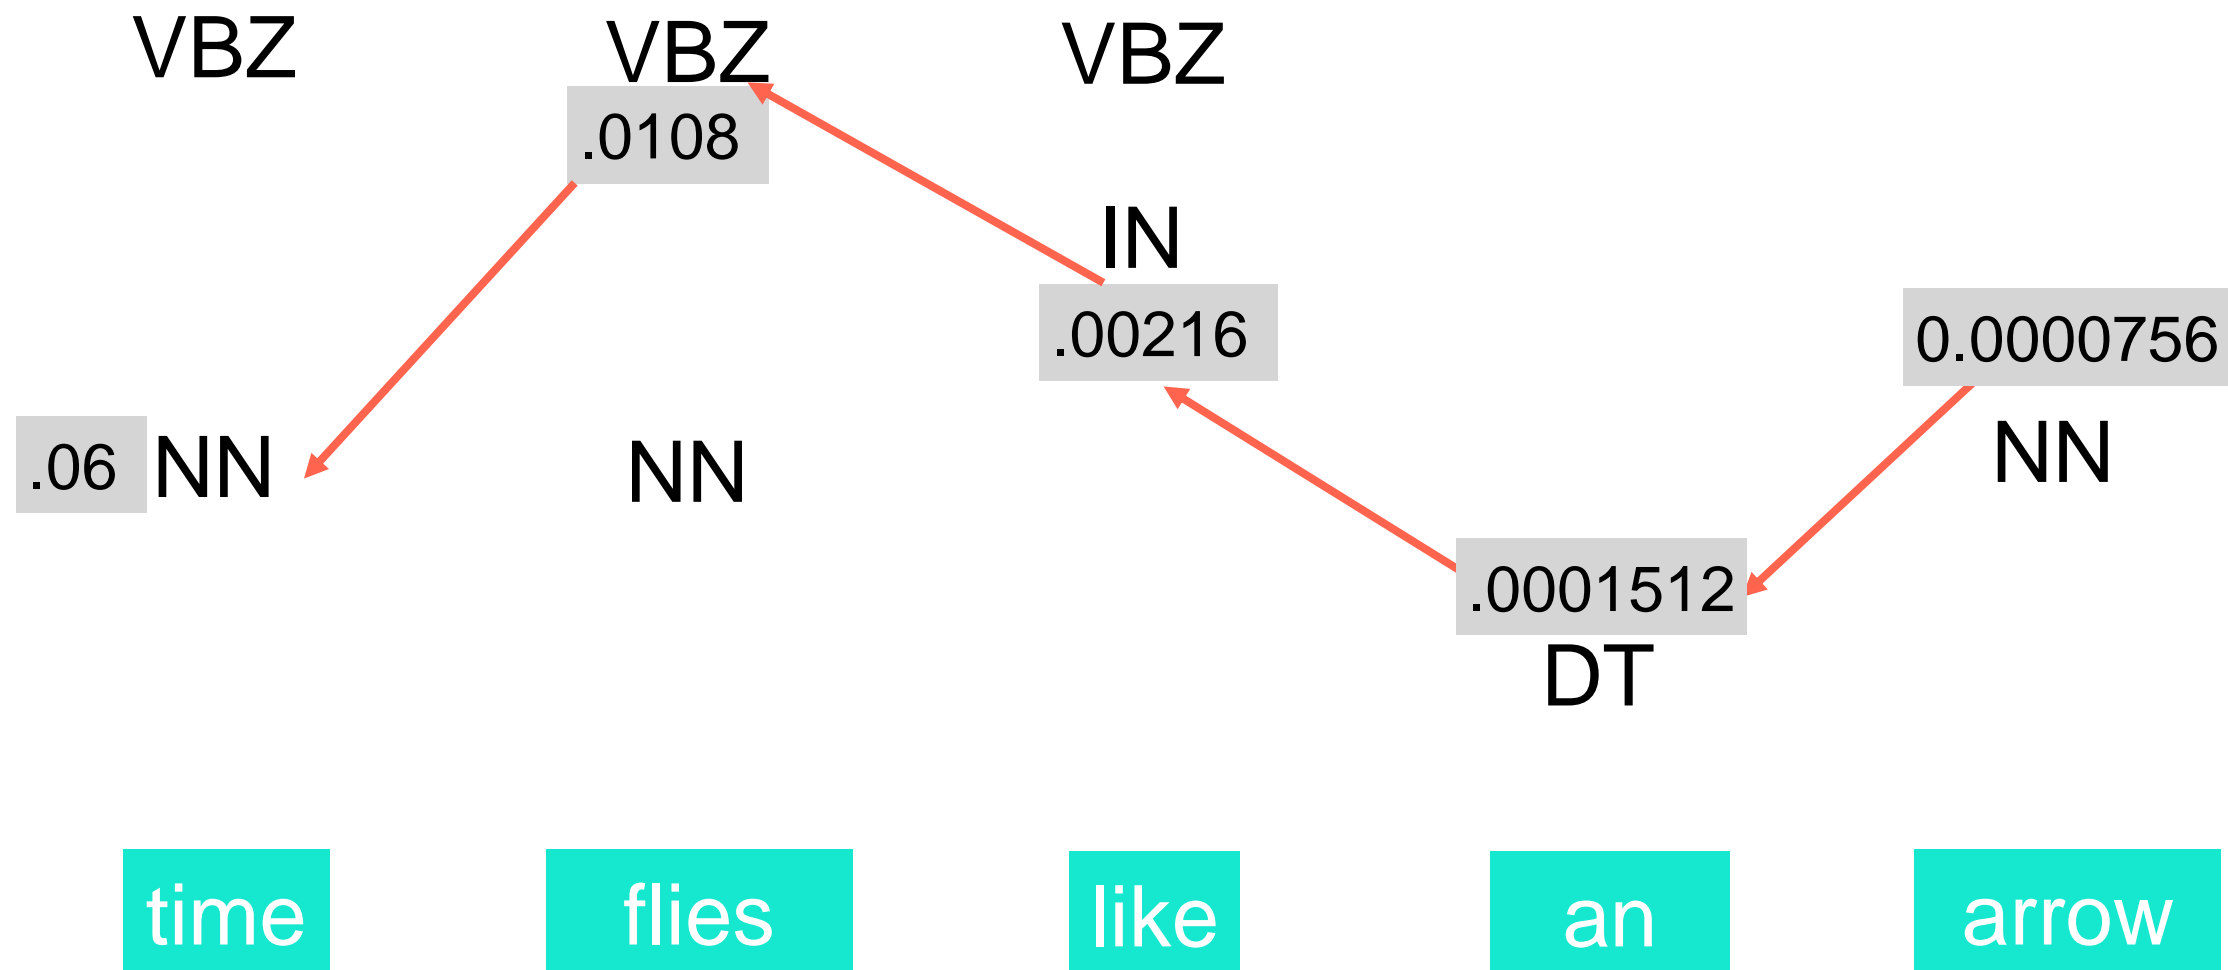 VBZ VBZ VBZ
.0108
IN
.00216
0.0000756
.06 NN NN NN
.0001512
DT
time flies like an arrow